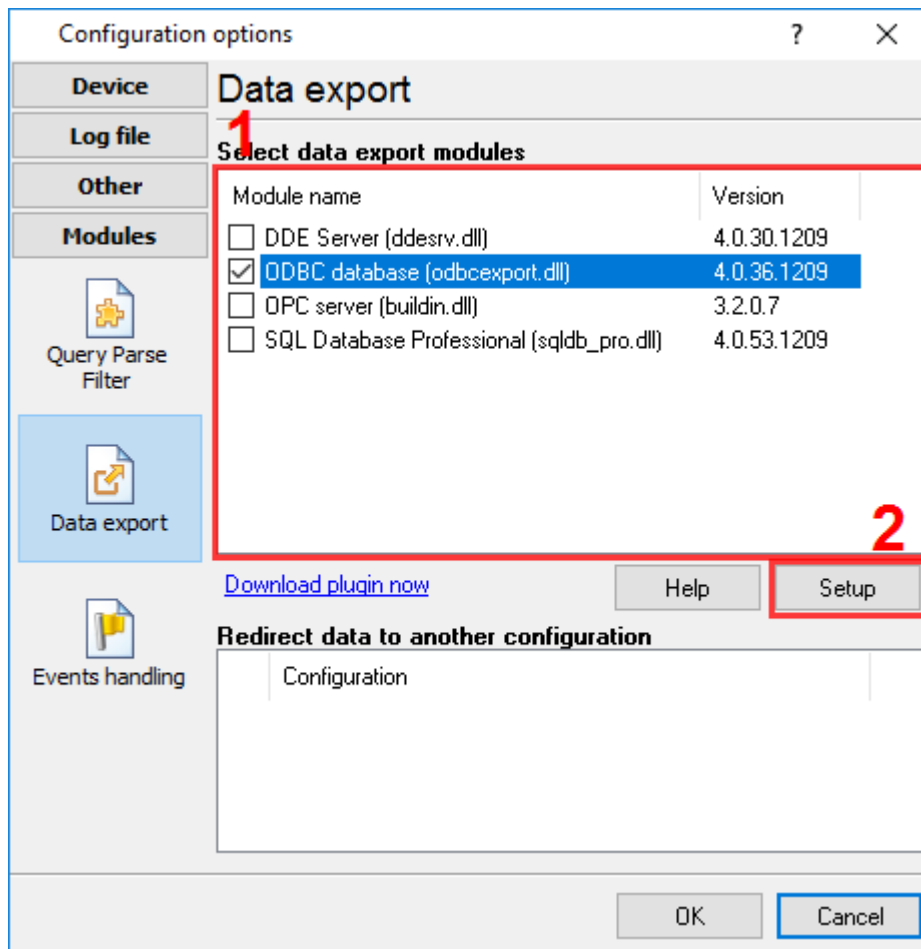 Configuration options ?
Device
Log file
Other
Modules
Query Parse
Filter
Data export
Events handling
Data export
1
Select data export modules
Module name Version
DDE Server (ddesrv.dll) 4.0.30.1209
ODBC database (odbcexport.dll) 4.0.36.1209
OPC server (buildin.dll) 3.2.0.7
SQL Database Professional (sqldb_pro.dll) 4.0.53.1209
2
Download plugin now Help Setup
Redirect data to another configuration
Configuration
OK Cancel